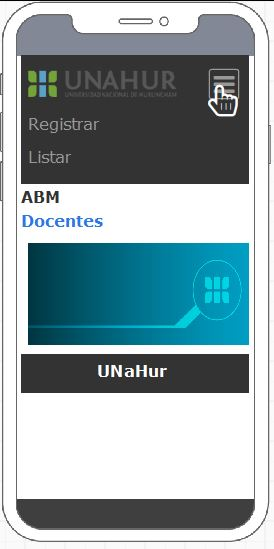 UNAHUR
UNIVERSIDAD NACIONAL DE HURLINGHAM
Registrar
Listar
ABM
Docentes
UNaHur